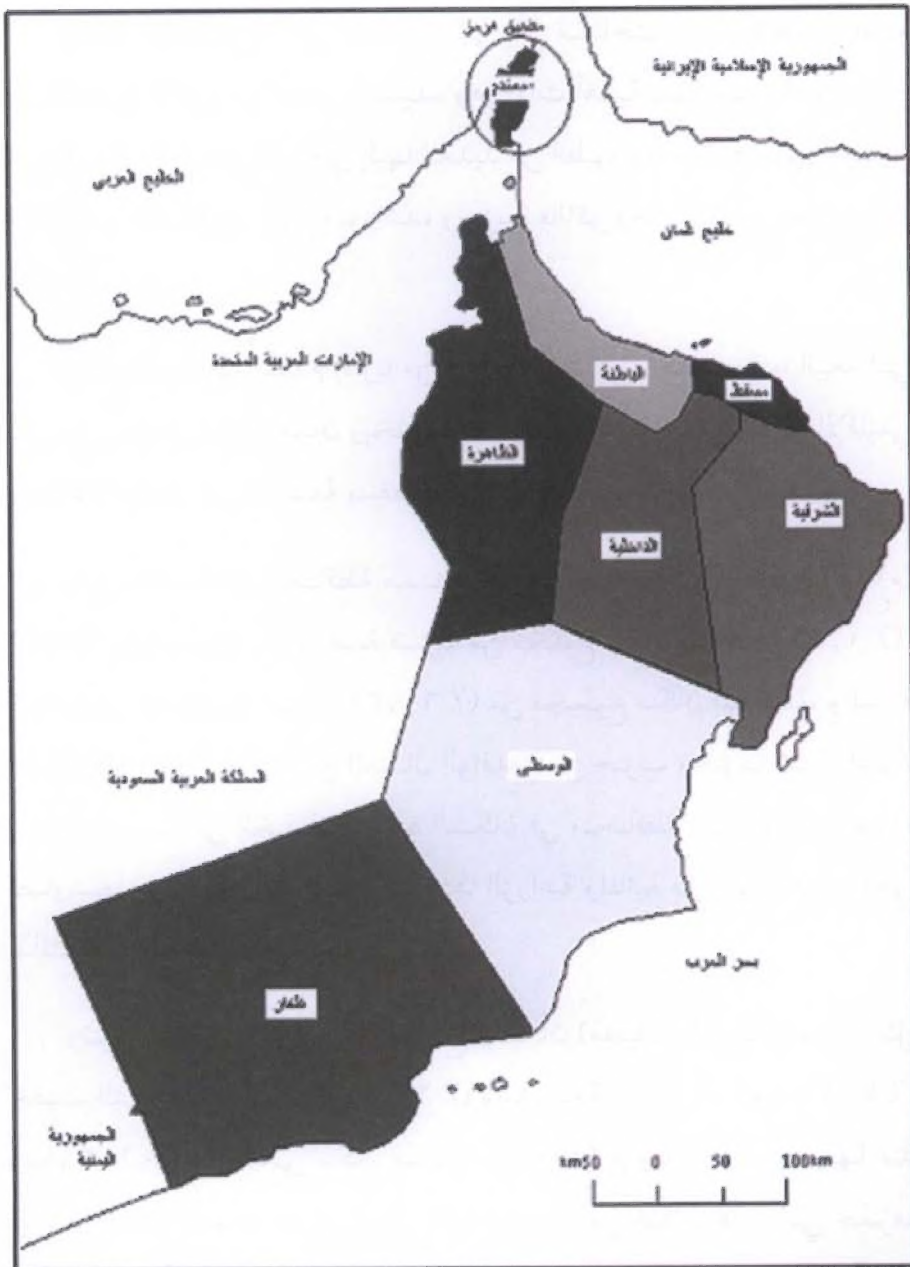 مضيق هرمز
مسندم
الجمهورية الإسلامية الإيرانية
الخليج العربي
خليج عمان
الإمارات العربية المتحدة
الباطنة
مسقط
الظاهرة
الشرقية
الداخلية
الوسطى
المملكة العربية السعودية
بحر العرب
ظفار
الجمهورية
اليمنية
km50 0 50 100km